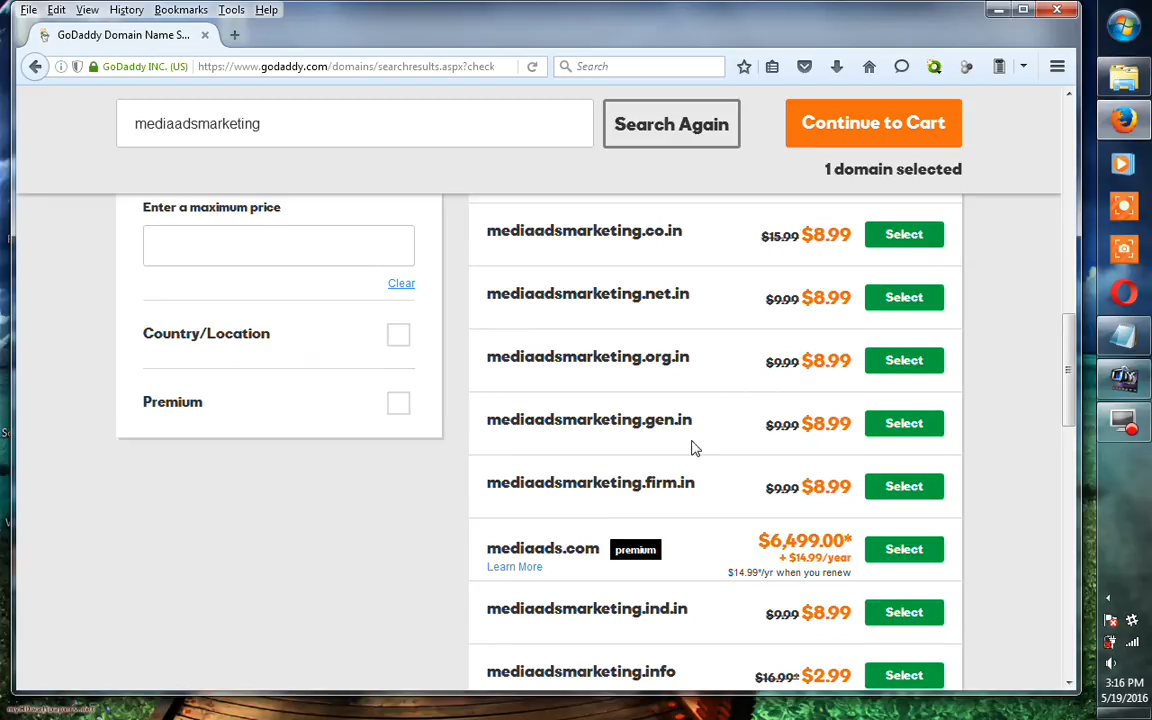 File Edit View History Bookmarks Tools Help
GoDaddy Domain Name S...
GoDaddy INC. (US) https://www.godaddy.com/domains/searchresults.aspx?check Search
mediaadsmarketing Search Again Continue to Cart
1 domain selected
Enter a maximum price
Clear
Country/Location
Premium
mediaadsmarketing.co.in $15.99 $8.99 Select
mediaadsmarketing.net.in $9.99 $8.99 Select
mediaadsmarketing.org.in $9.99 $8.99 Select
mediaadsmarketing.gen.in $9.99 $8.99 Select
mediaadsmarketing.firm.in $9.99 $8.99 Select
mediaads.com premium $6,499.00* Select
+ $14.99/year
Learn More $14.99*/yr when you renew
mediaadsmarketing.ind.in $9.99 $8.99 Select
mediaadsmarketing.info $16.99* $2.99 Select
3:16 PM
5/19/2016